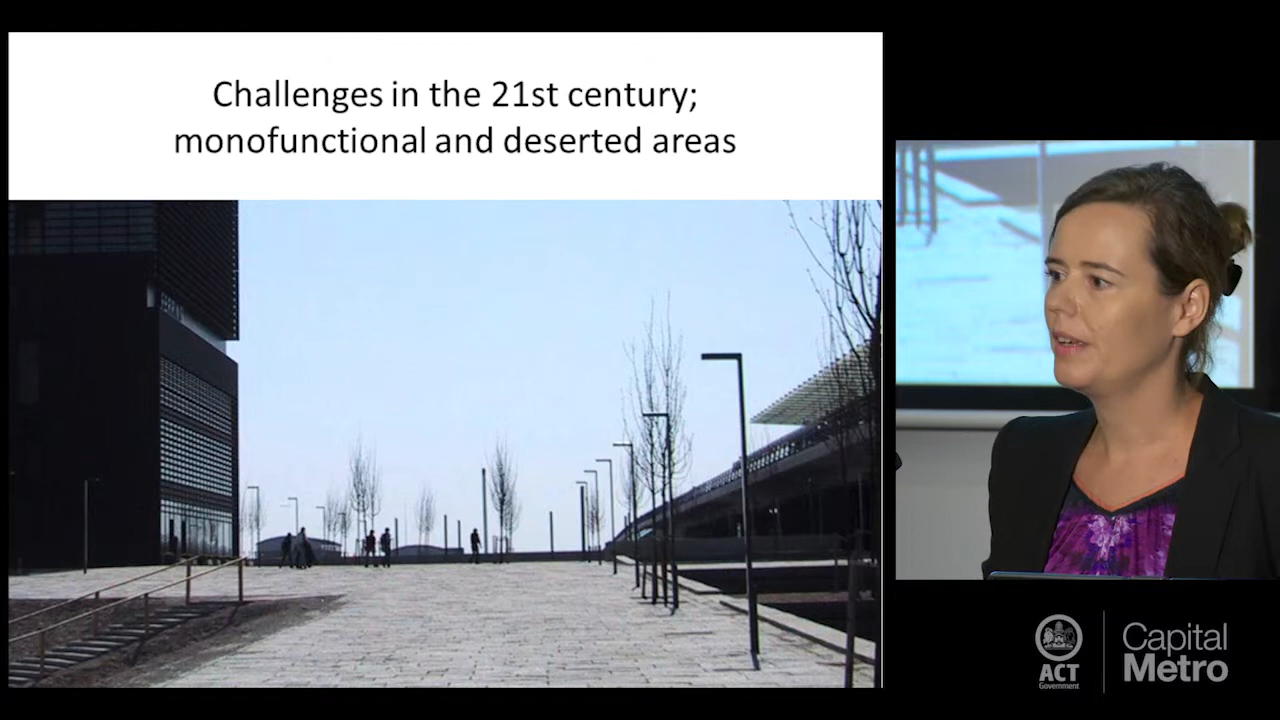 Challenges in the 21st century;
monofunctional and deserted areas
ACT
Government
Capital
Metro